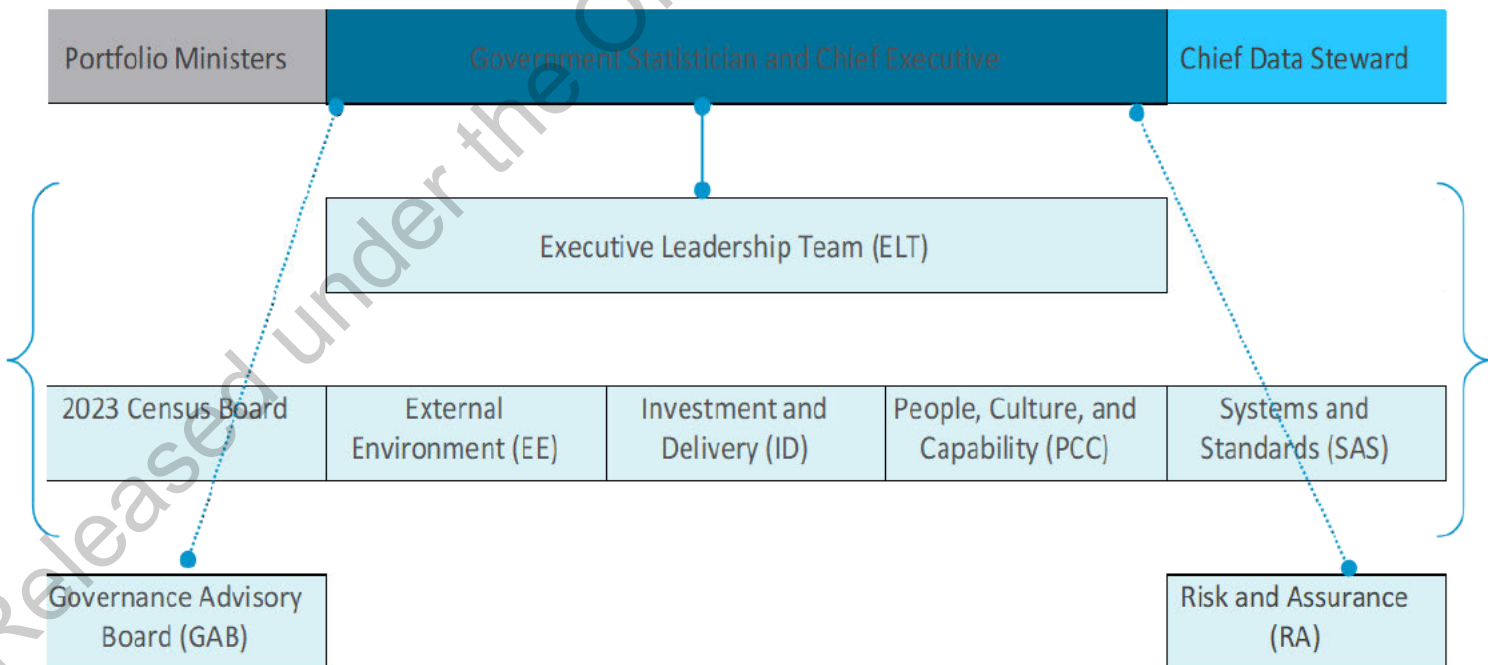 Portfolio Ministers
Government Statistician and Chief Executive
Chief Data Steward
Executive Leadership Team (ELT)
2023 Census Board
External
Environment (EE)
Investment and
Delivery (ID)
People, Culture, and
Capability (PCC)
Systems and
Standards (SAS)
Governance Advisory
Board (GAB)
Risk and Assurance
(RA)
Released under the O